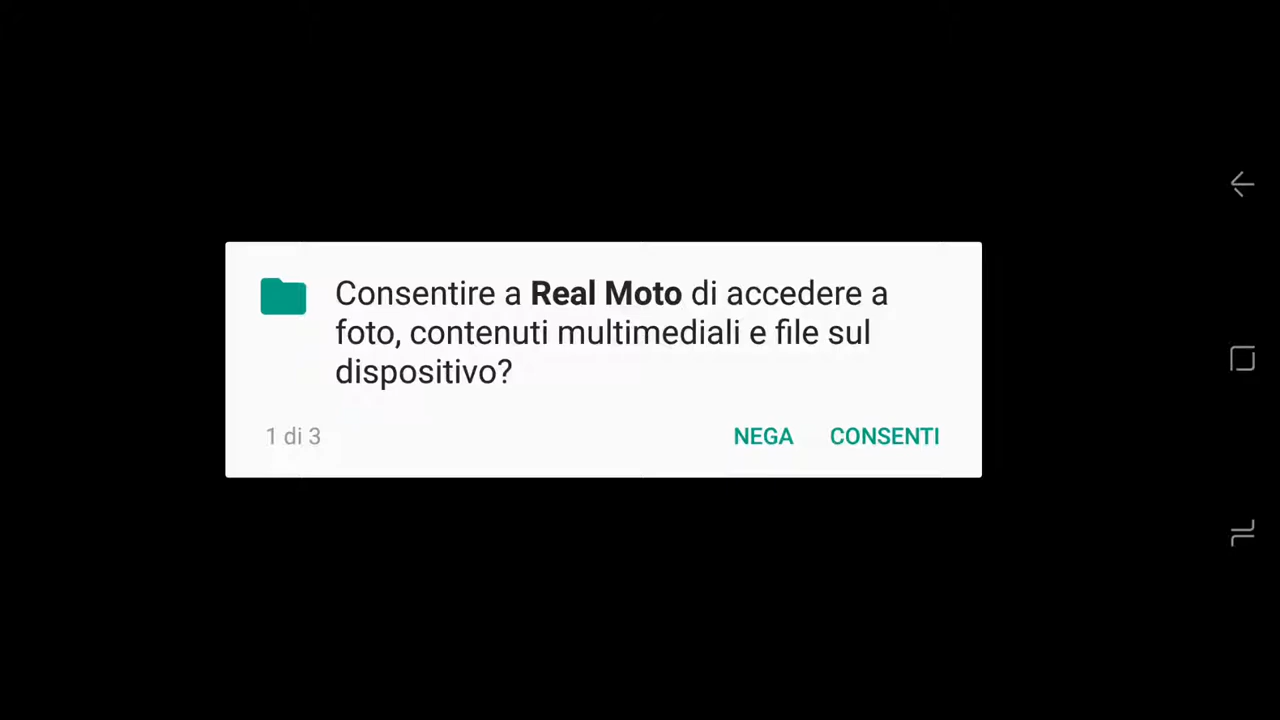 Consentire a Real Moto di accedere a
foto, contenuti multimediali e file sul
dispositivo?
1 di 3
NEGA
CONSENTI